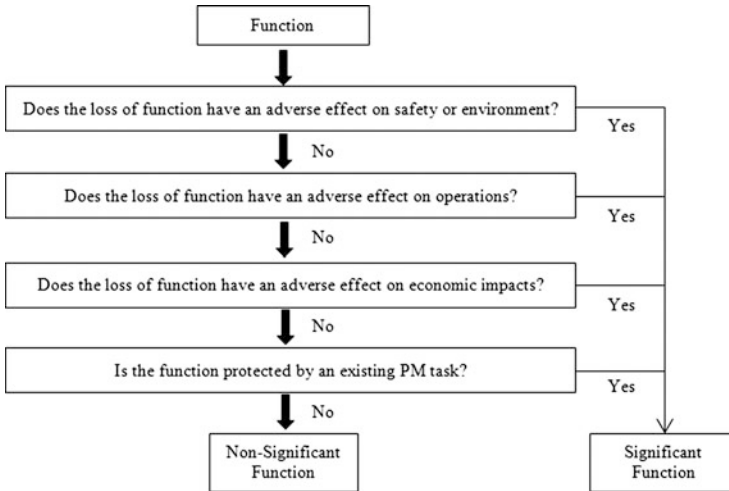 Function
Does the loss of function have an adverse effect on safety or environment?
Yes
No
Does the loss of function have an adverse effect on operations?
Yes
No
Does the loss of function have an adverse effect on economic impacts?
Yes
No
Is the function protected by an existing PM task?
Yes
No
Non-Significant
Function
Significant
Function